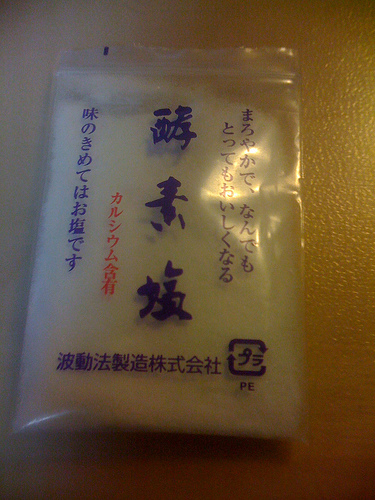 まろやかで、なんでも
とってもおいしくなる
酵素塩
カルシウム含有
味のきめてはお塩です
波動法製造株式会社
プラ
PE